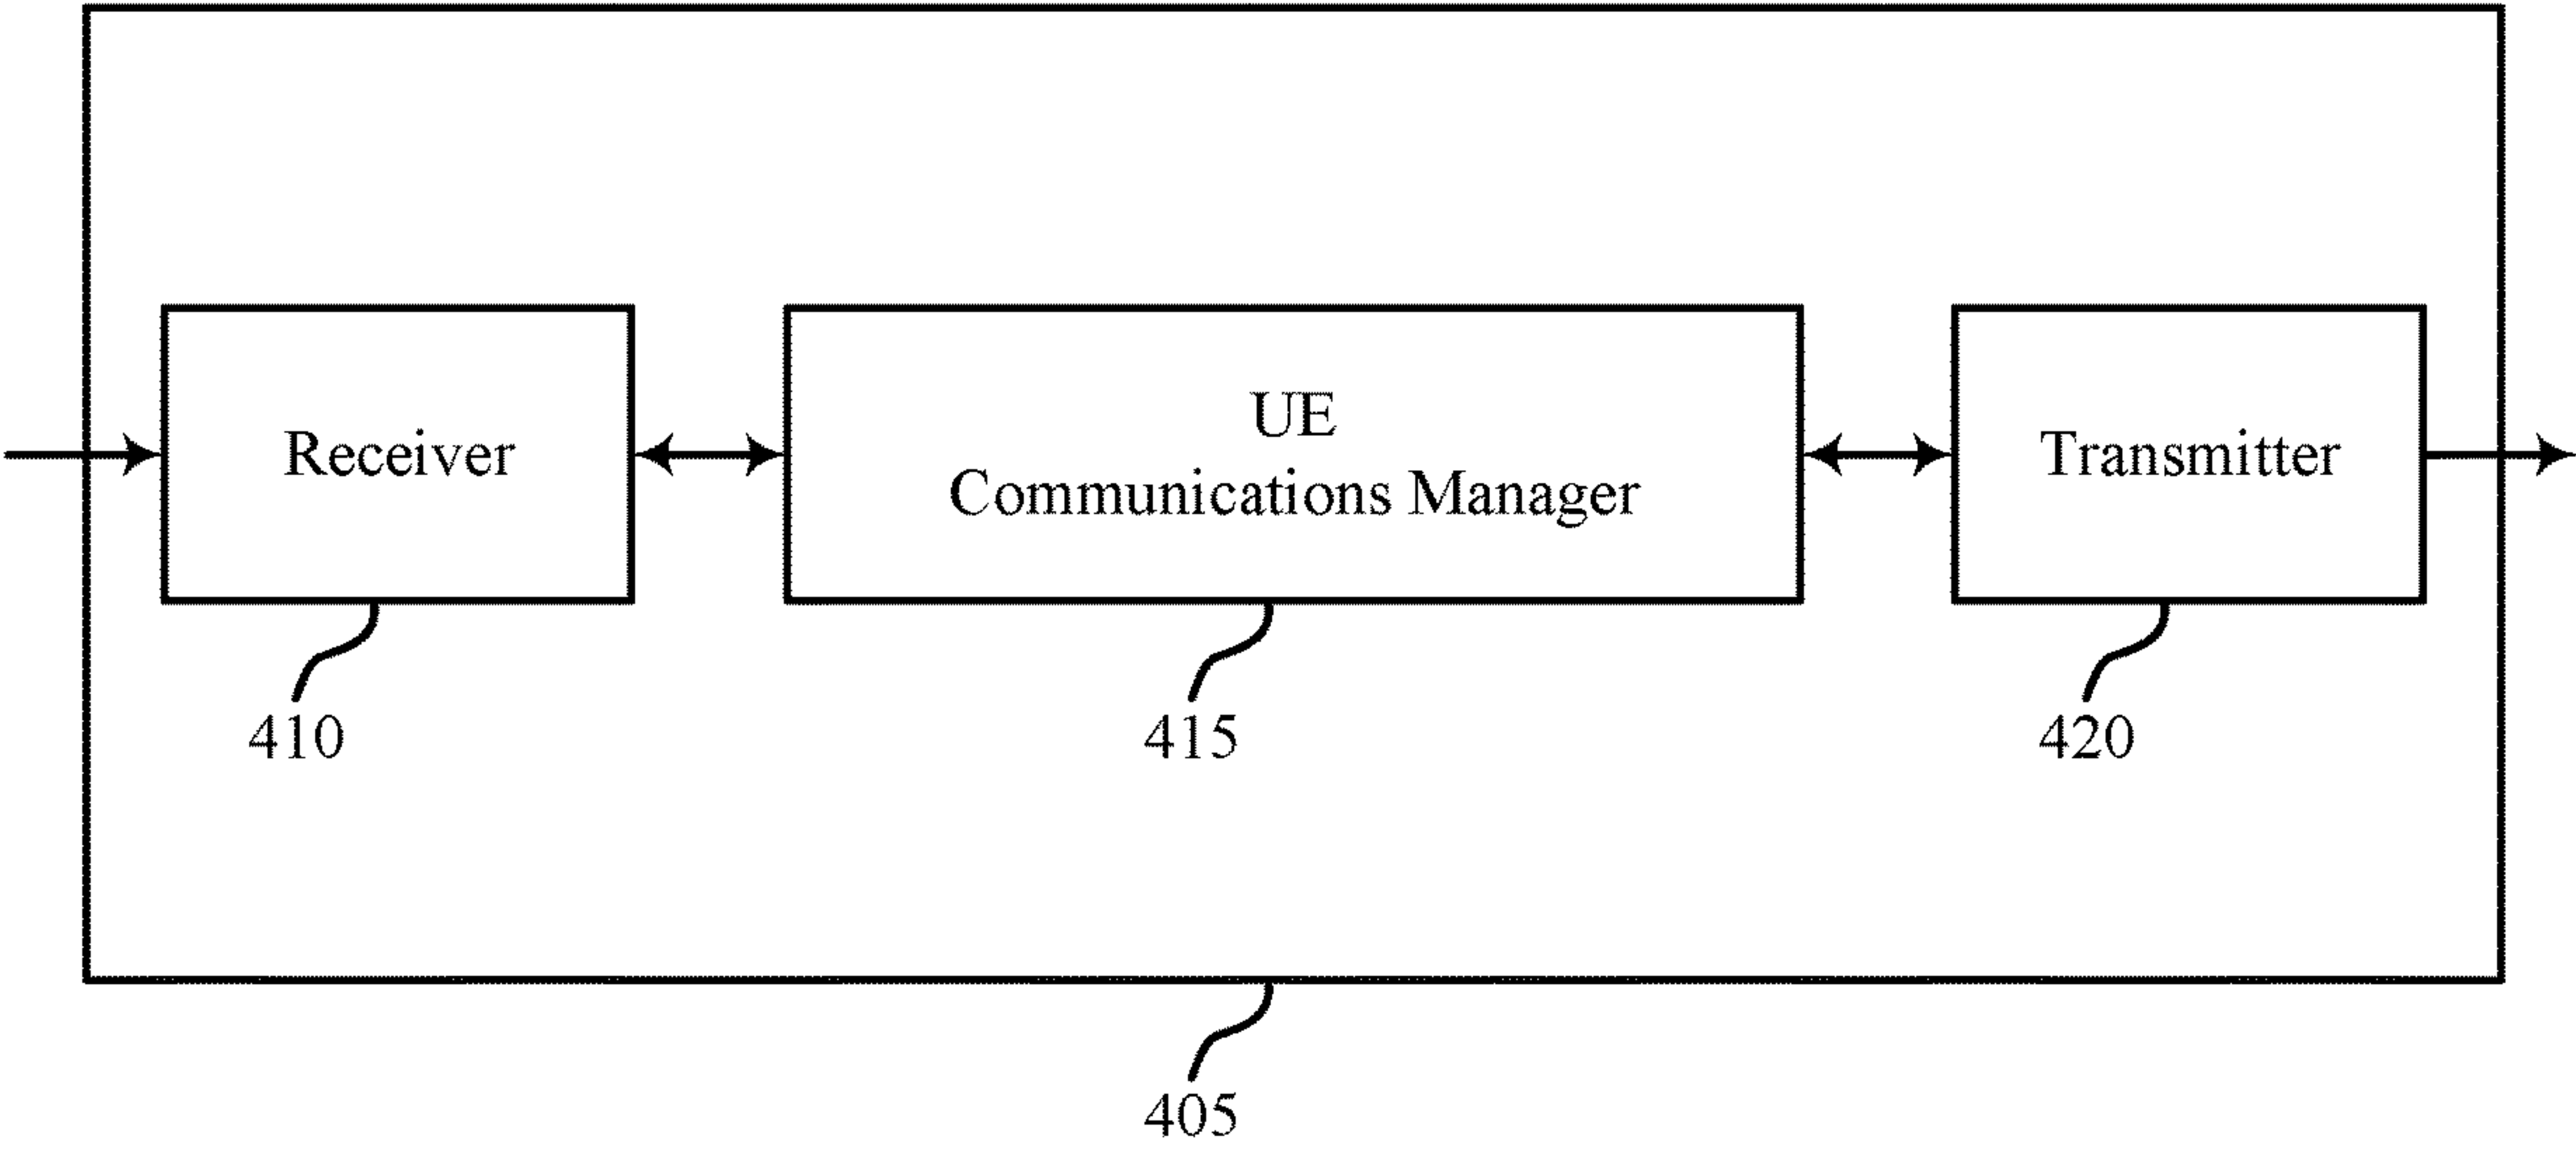 Receiver
UE
Communications Manager
Transmitter
410
415
420
405